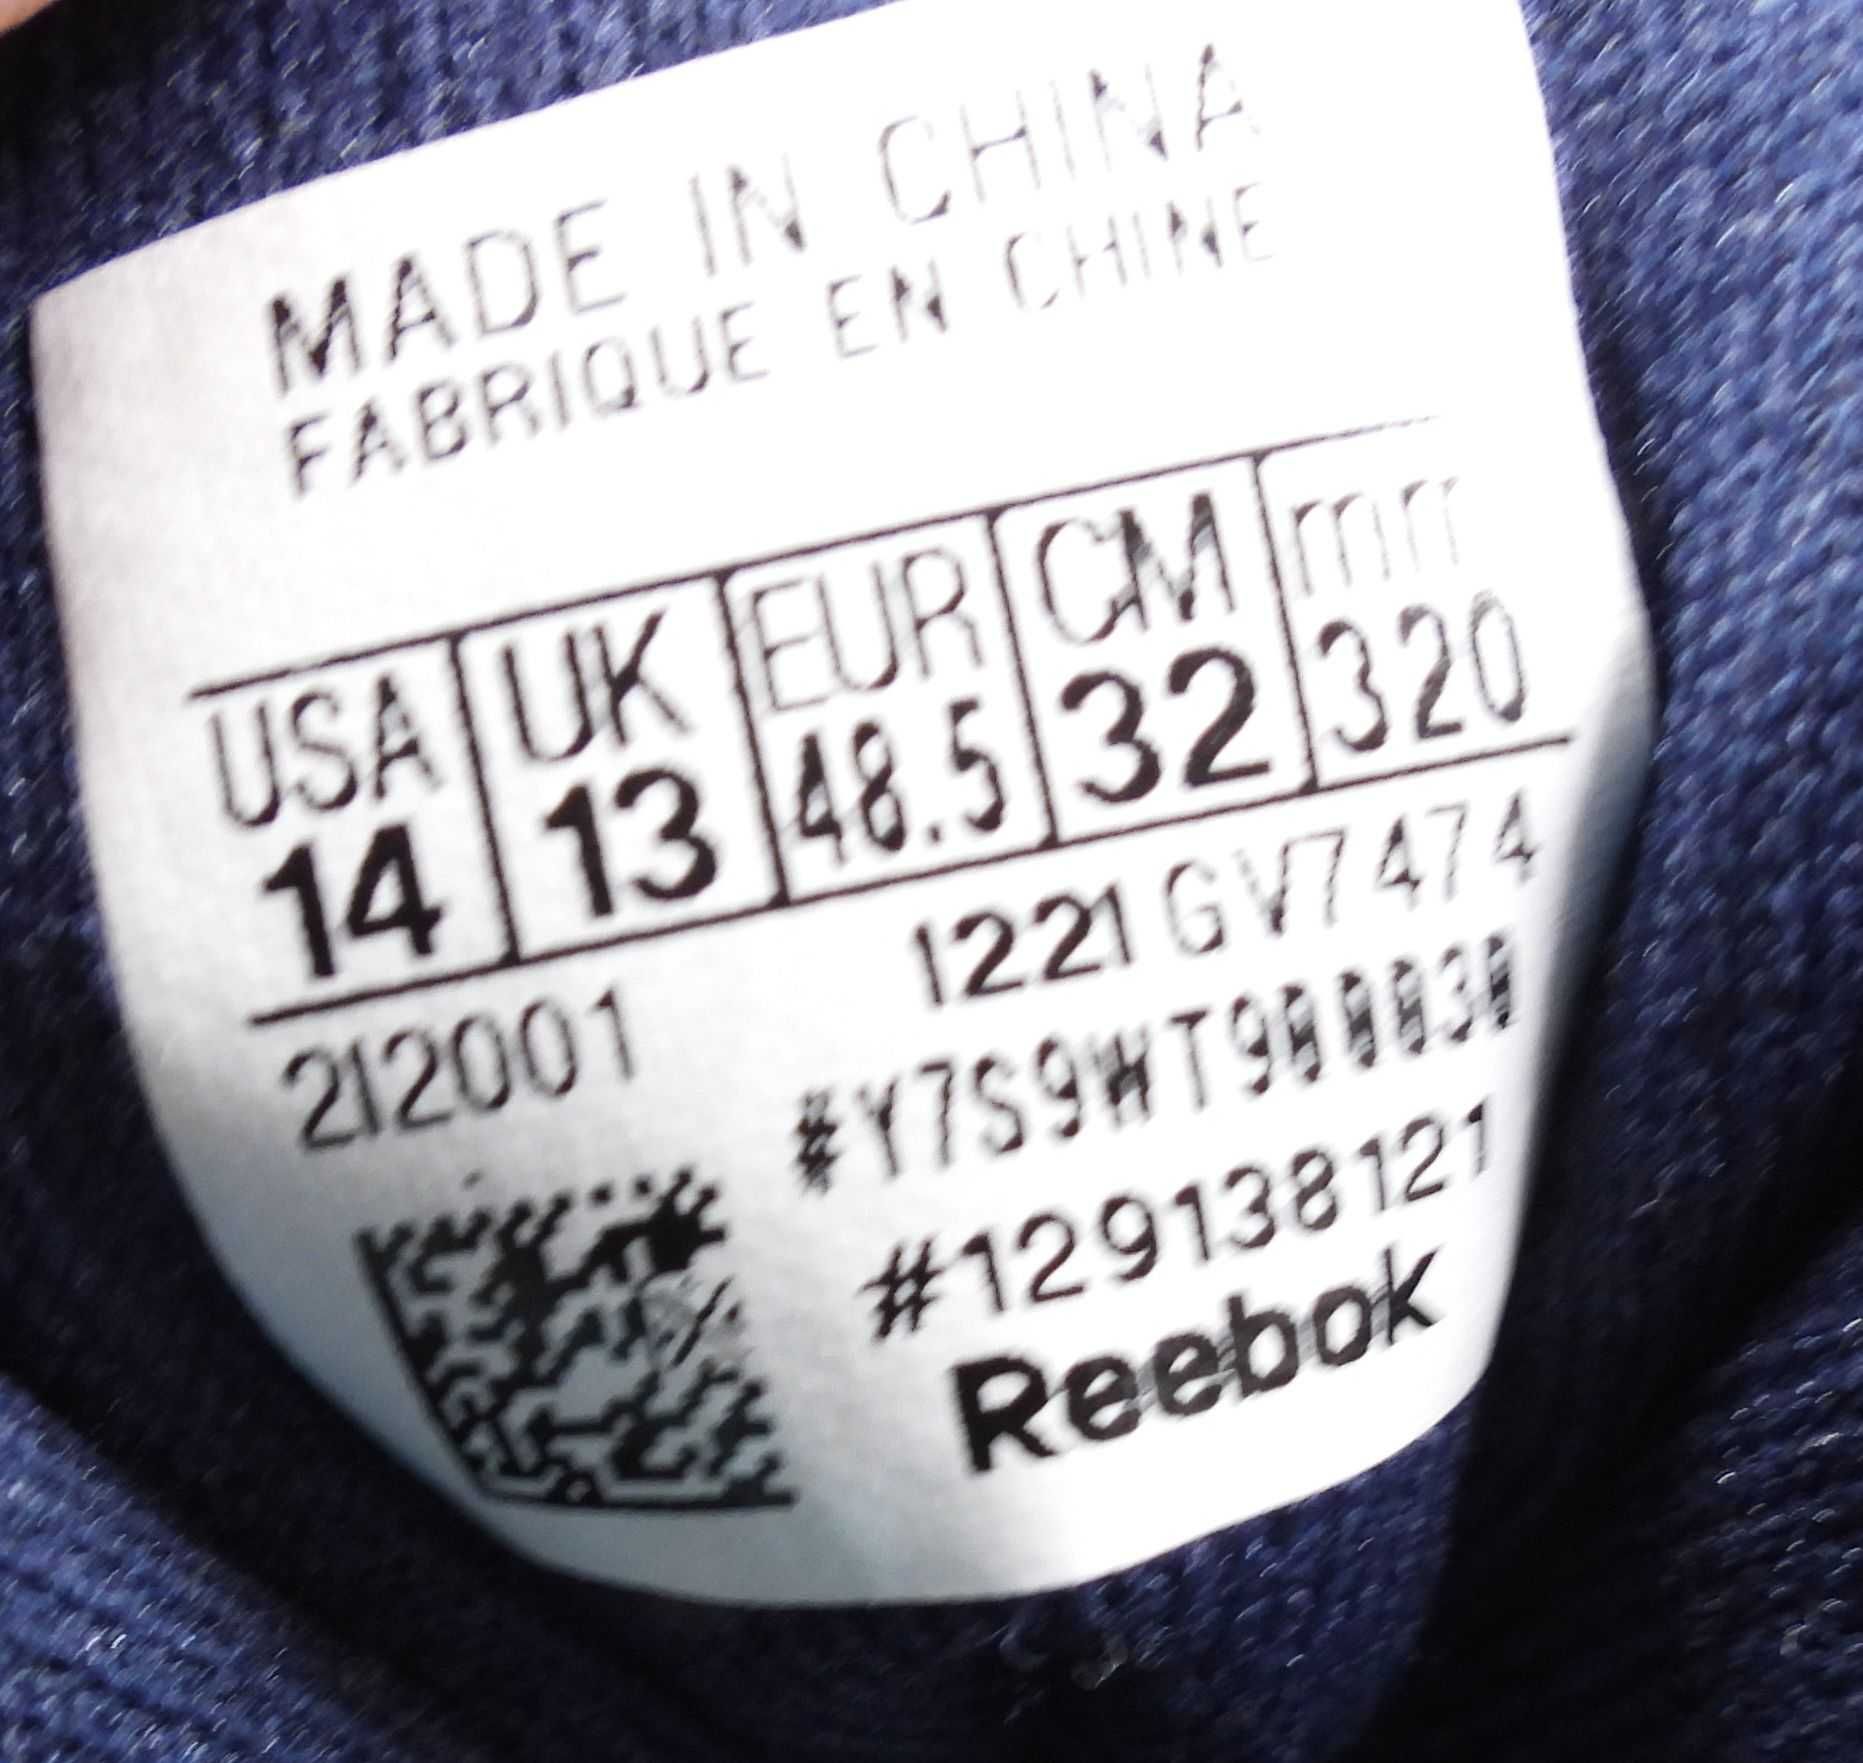 MADE IN CHINA
FABRIQUE EN CHINE
USA UK EUR CM mm
14 13 48.5 32 320
212001 1221 GV7474
#Y7S9WT900030
#129138121
Reebok